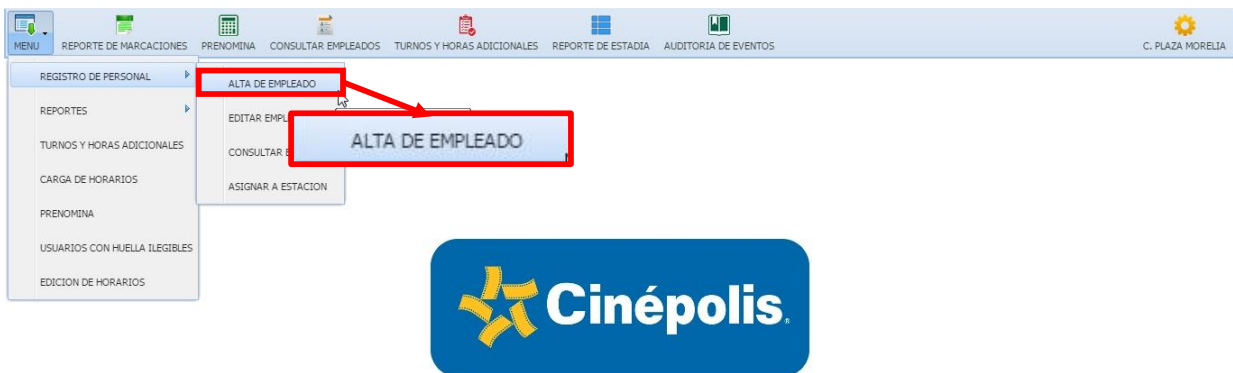 MENU
REPORTE DE MARCACIONES
PRENOMINA
CONSULTAR EMPLEADOS
TURNOS Y HORAS ADICIONALES
REPORTE DE ESTADIA
AUDITORIA DE EVENTOS
C. PLAZA MORELIA
REGISTRO DE PERSONAL
REPORTES
TURNOS Y HORAS ADICIONALES
CARGA DE HORARIOS
PRENOMINA
USUARIOS CON HUELLA ILEGIBLES
EDICION DE HORARIOS
ALTA DE EMPLEADO
EDITAR
CONSULTAR
ASIGNAR A ESTACION
ALTA DE EMPLEADO
Cinépolis